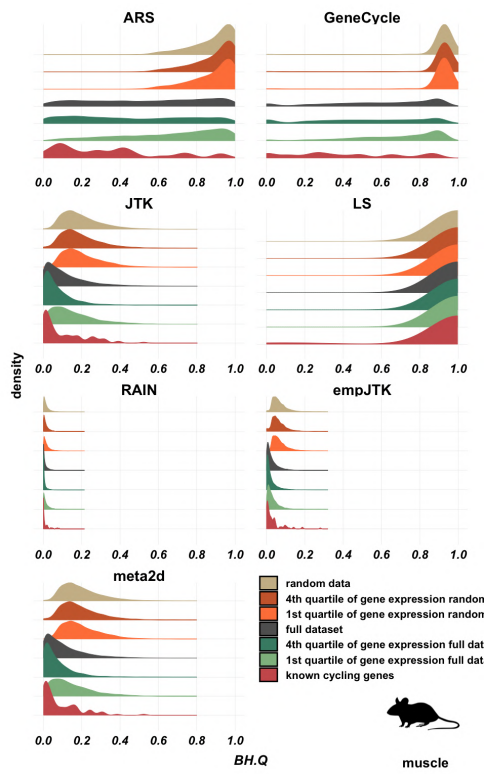 ARS GeneCycle
0.0 0.2 0.4 0.6 0.8 1.0 0.0 0.2 0.4 0.6 0.8 1.0
JTK LS
0.0 0.2 0.4 0.6 0.8 1.0 0.0 0.2 0.4 0.6 0.8 1.0
density
RAIN empJTK
0.0 0.2 0.4 0.6 0.8 1.0 0.0 0.2 0.4 0.6 0.8 1.0
meta2d
random data
4th quartile of gene expression random
1st quartile of gene expression random
full dataset
4th quartile of gene expression full dat
1st quartile of gene expression full dat
known cycling genes
0.0 0.2 0.4 0.6 0.8 1.0
BH.Q
muscle